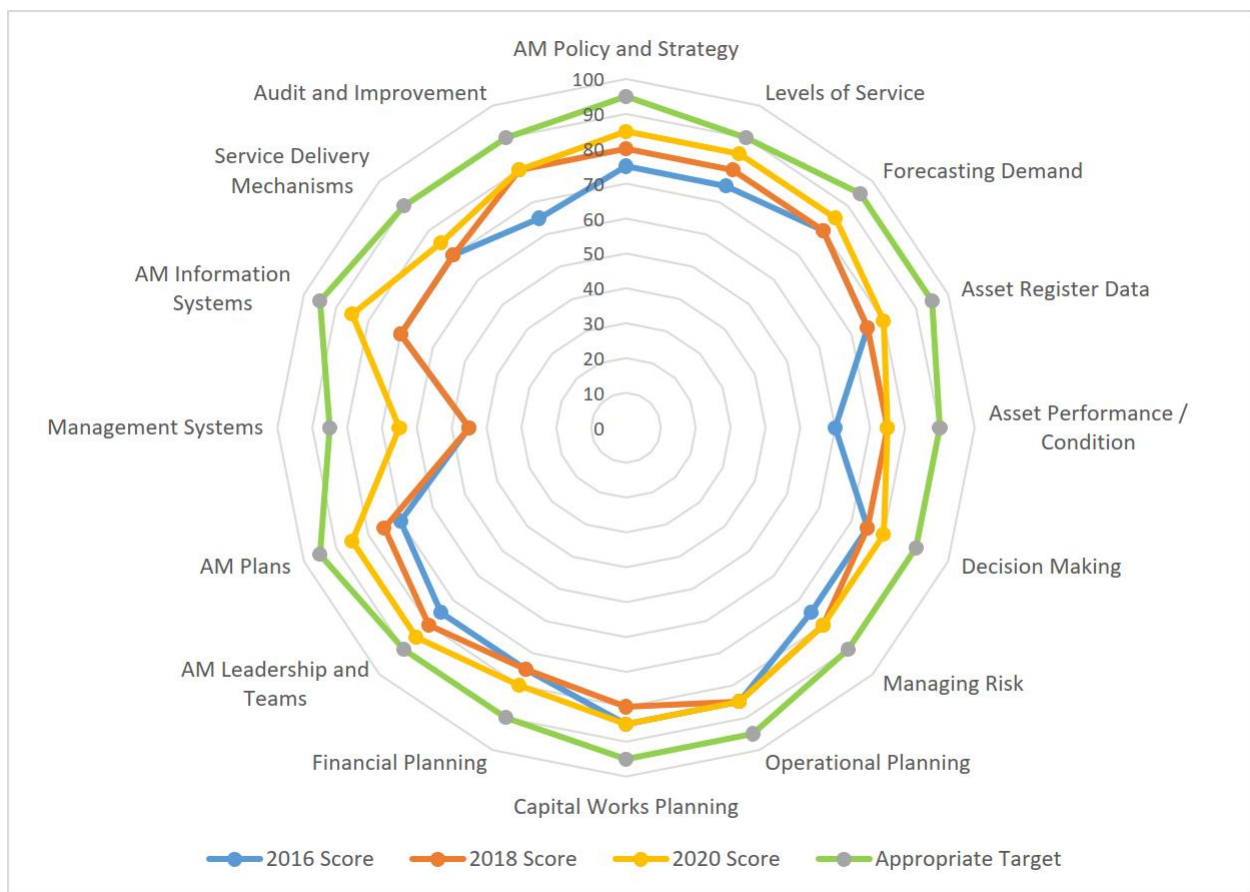 AM Policy and Strategy
100
90
80
70
60
50
40
30
20
10
0
Levels of Service
Forecasting Demand
Asset Register Data
Asset Performance /
Condition
Decision Making
Managing Risk
Operational Planning
Capital Works Planning
Financial Planning
AM Leadership and
Teams
AM Plans
Management Systems
AM Information
Systems
Service Delivery
Mechanisms
Audit and Improvement
2016 Score
2018 Score
2020 Score
Appropriate Target